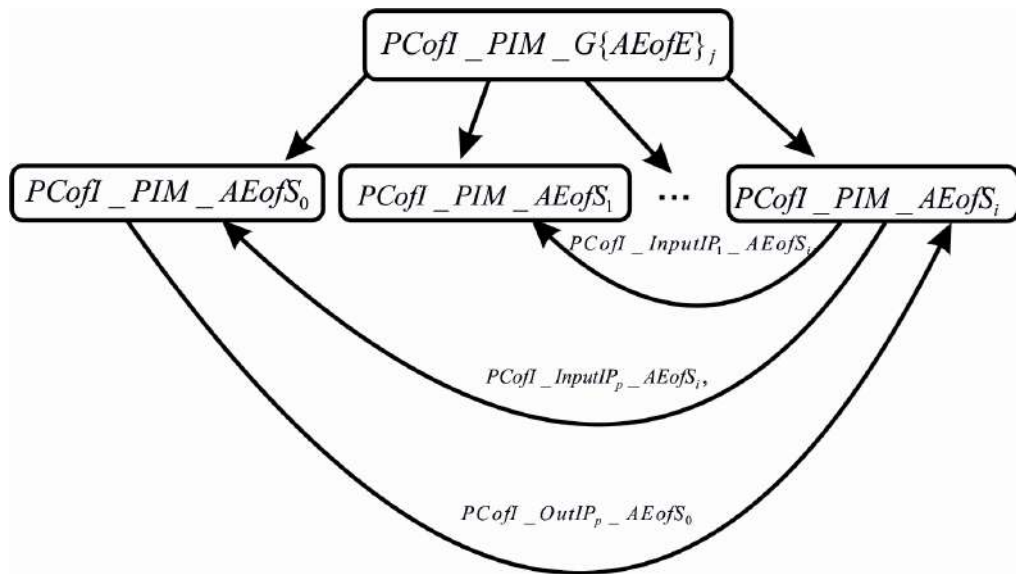 PCofI_PIM_G{AEofE}_j
PCofI_PIM_AEofS_0
PCofI_PIM_AEofS_1
...
PCofI_PIM_AEofS_i
PCofI_InputIP_1_AEofS_i
PCofI_InputIP_p_AEofS_i,
PCofI_OutIP_p_AEofS_0